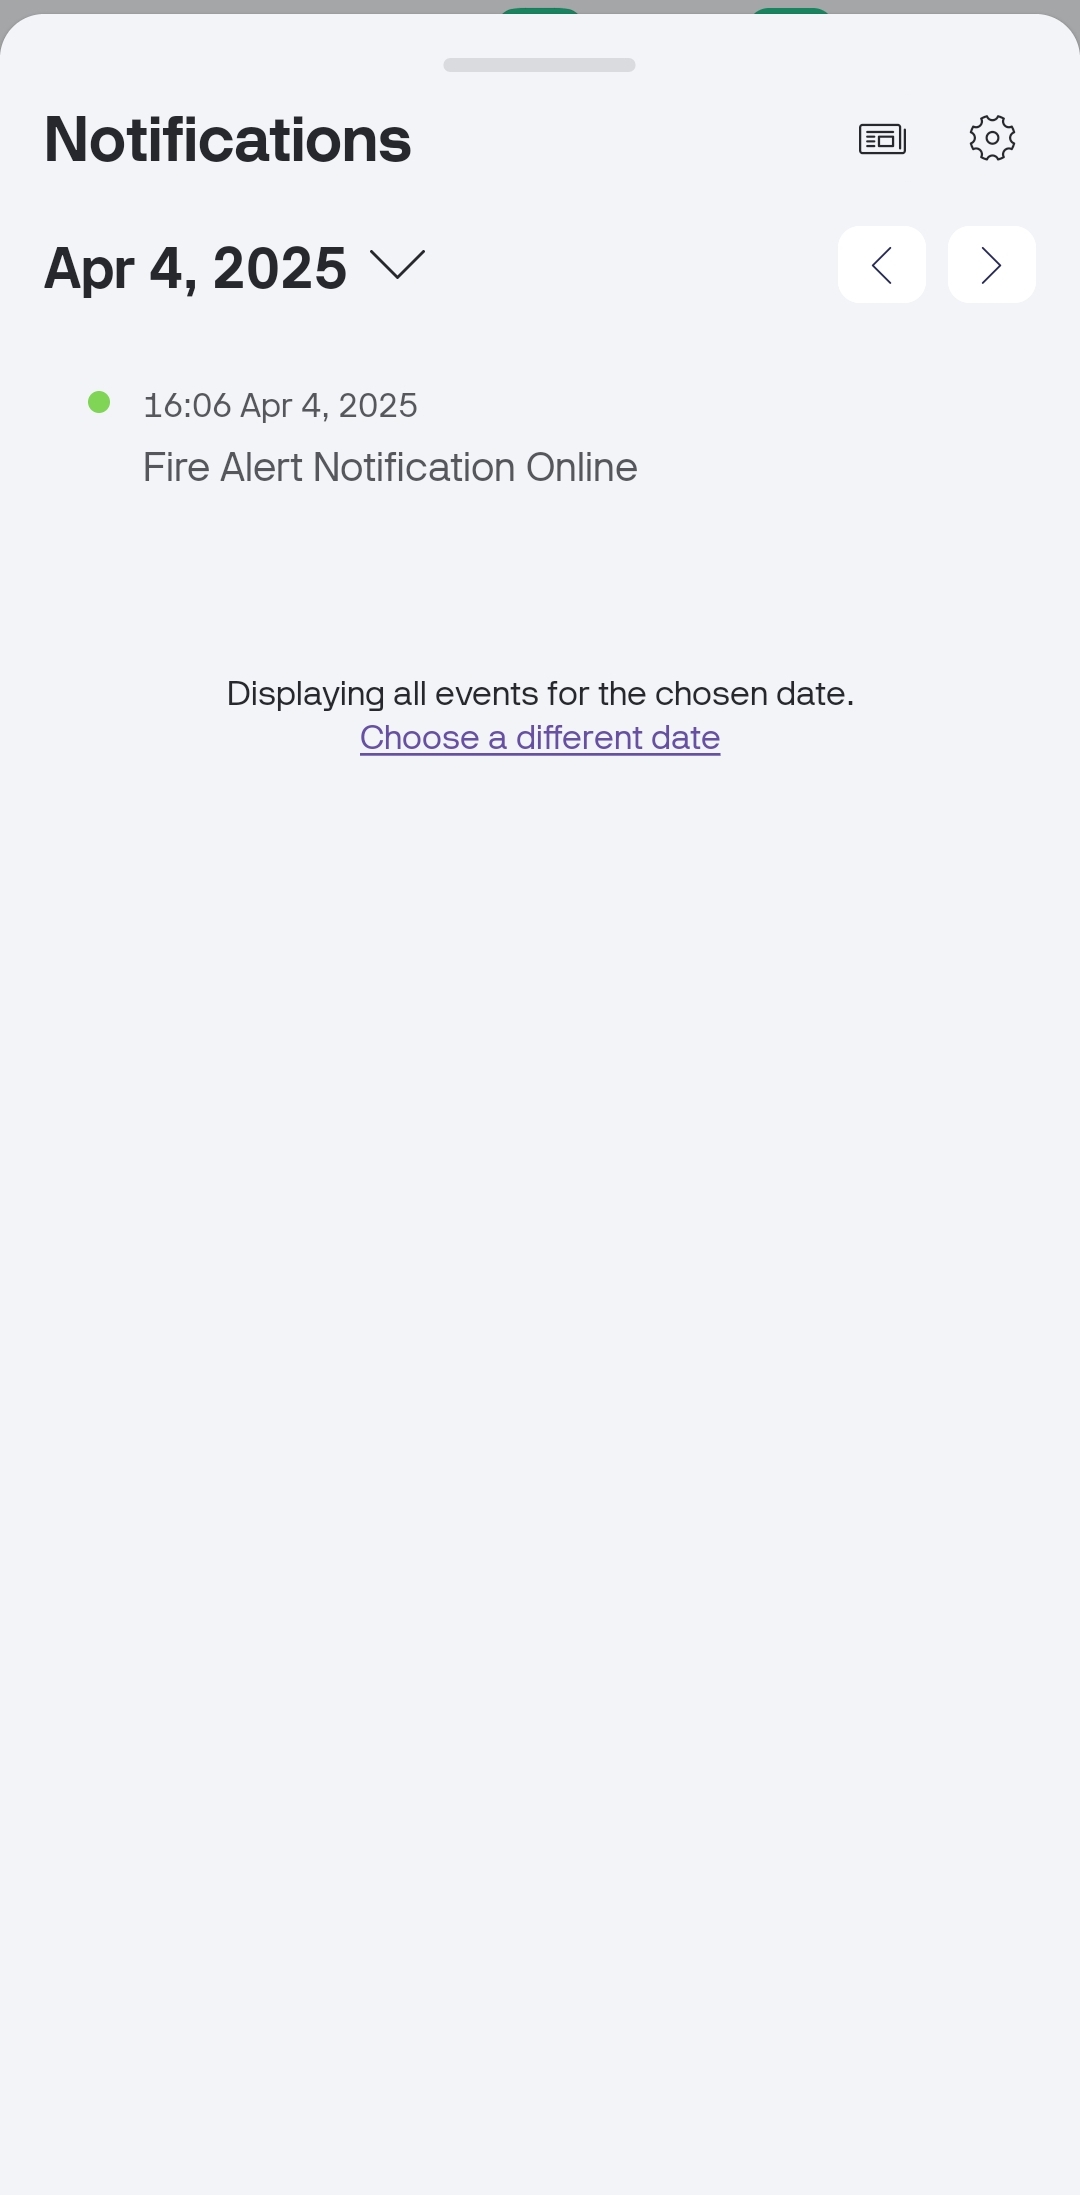 Notifications
Apr 4, 2025
16:06 Apr 4, 2025
Fire Alert Notification Online
Displaying all events for the chosen date.
Choose a different date